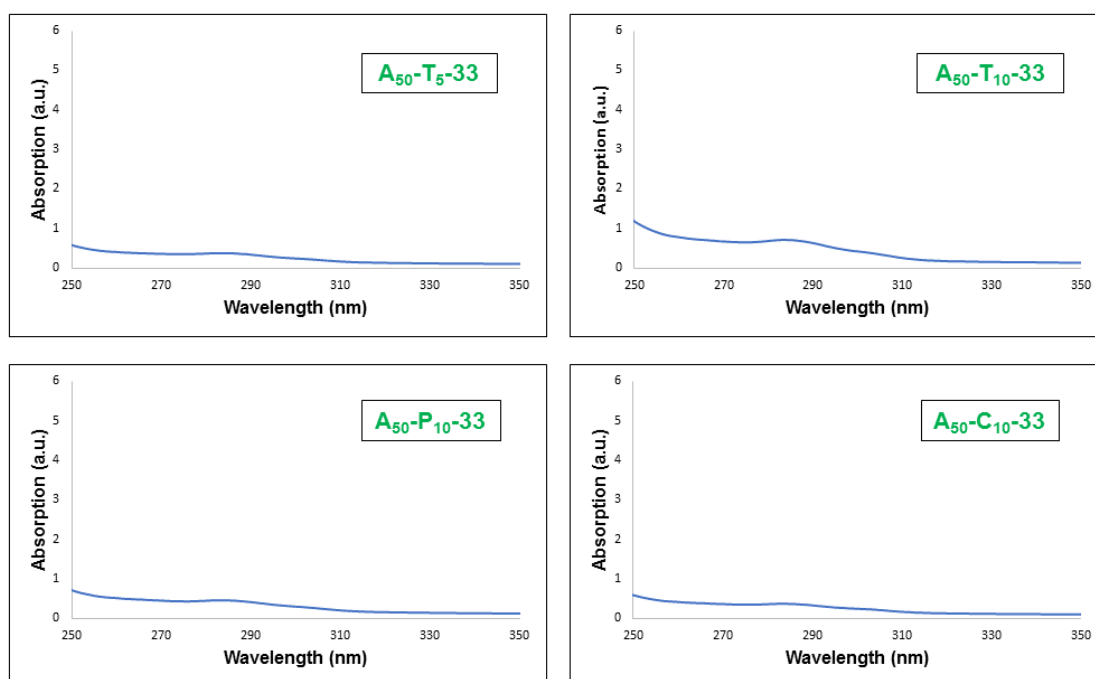 A₅₀-T₅-33
Absorption (a.u.)
6
5
4
3
2
1
0
250 270 290 310 330 350
Wavelength (nm)
A₅₀-T₁₀-33
Absorption (a.u.)
6
5
4
3
2
1
0
250 270 290 310 330 350
Wavelength (nm)
A₅₀-P₁₀-33
Absorption (a.u.)
6
5
4
3
2
1
0
250 270 290 310 330 350
Wavelength (nm)
A₅₀-C₁₀-33
Absorption (a.u.)
6
5
4
3
2
1
0
250 270 290 310 330 350
Wavelength (nm)